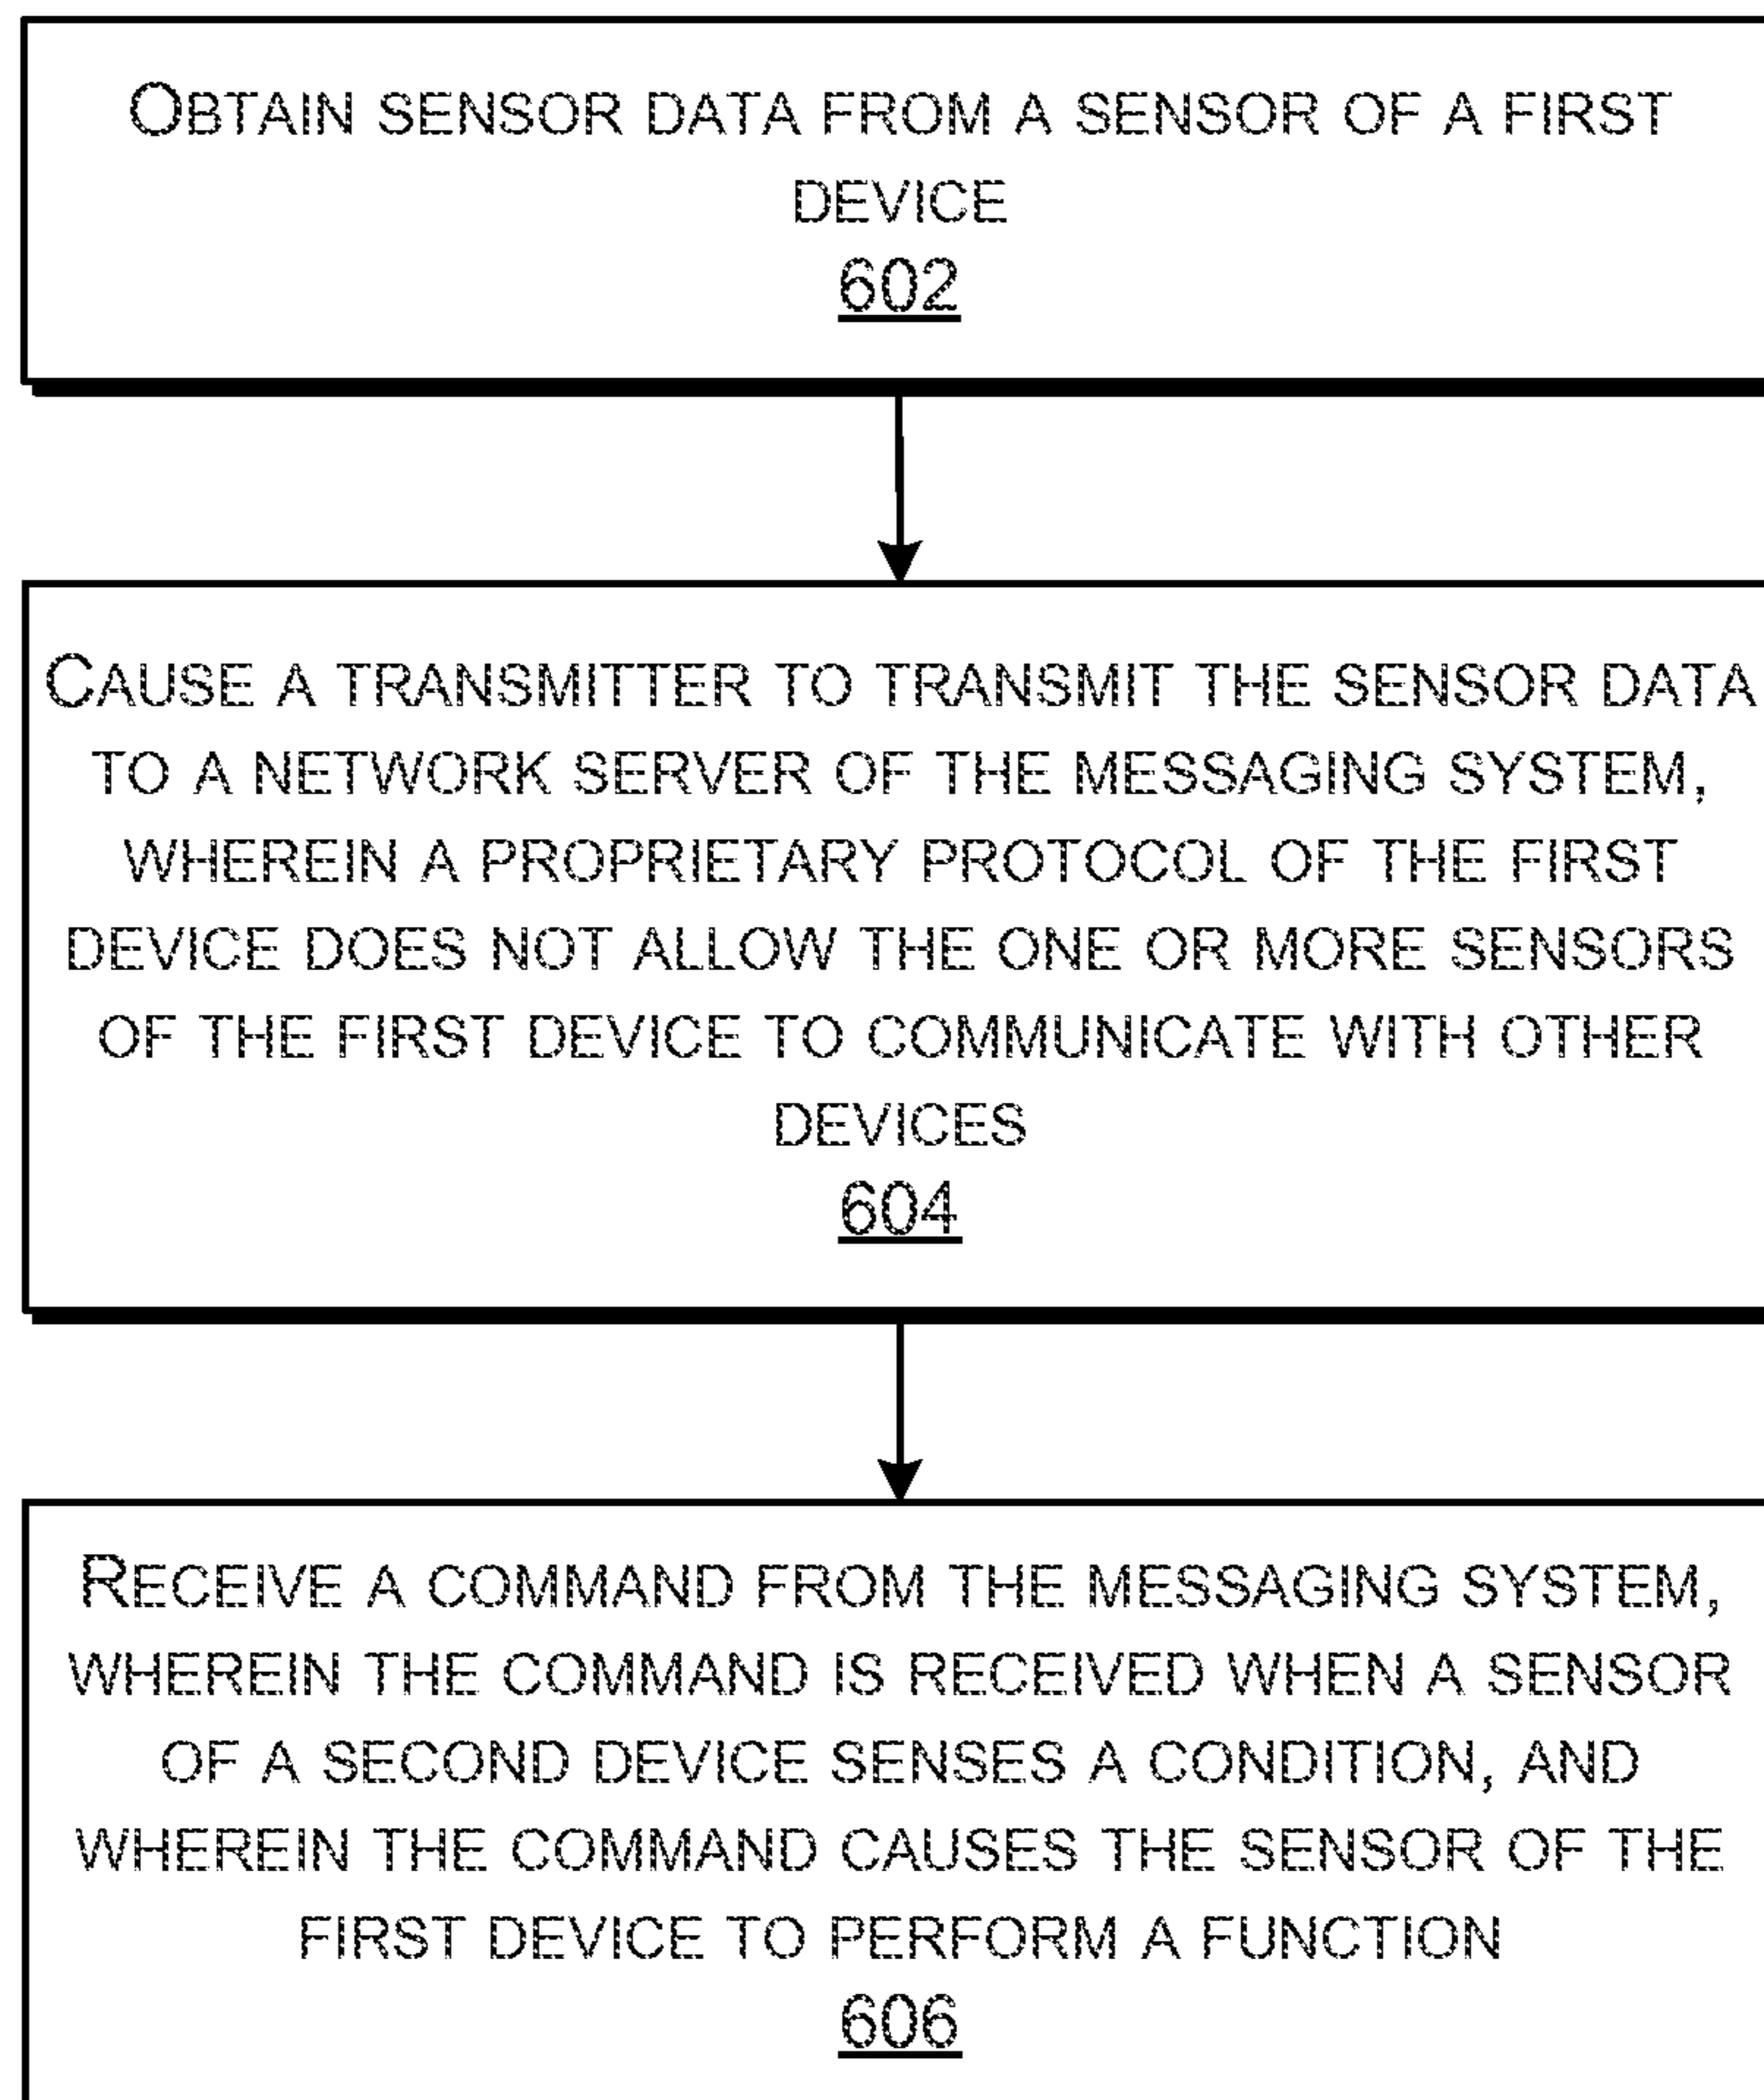 OBTAIN SENSOR DATA FROM A SENSOR OF A FIRST
DEVICE
602
CAUSE A TRANSMITTER TO TRANSMIT THE SENSOR DATA
TO A NETWORK SERVER OF THE MESSAGING SYSTEM,
WHEREIN A PROPRIETARY PROTOCOL OF THE FIRST
DEVICE DOES NOT ALLOW THE ONE OR MORE SENSORS
OF THE FIRST DEVICE TO COMMUNICATE WITH OTHER
DEVICES
604
RECEIVE A COMMAND FROM THE MESSAGING SYSTEM,
WHEREIN THE COMMAND IS RECEIVED WHEN A SENSOR
OF A SECOND DEVICE SENSES A CONDITION, AND
WHEREIN THE COMMAND CAUSES THE SENSOR OF THE
FIRST DEVICE TO PERFORM A FUNCTION
606